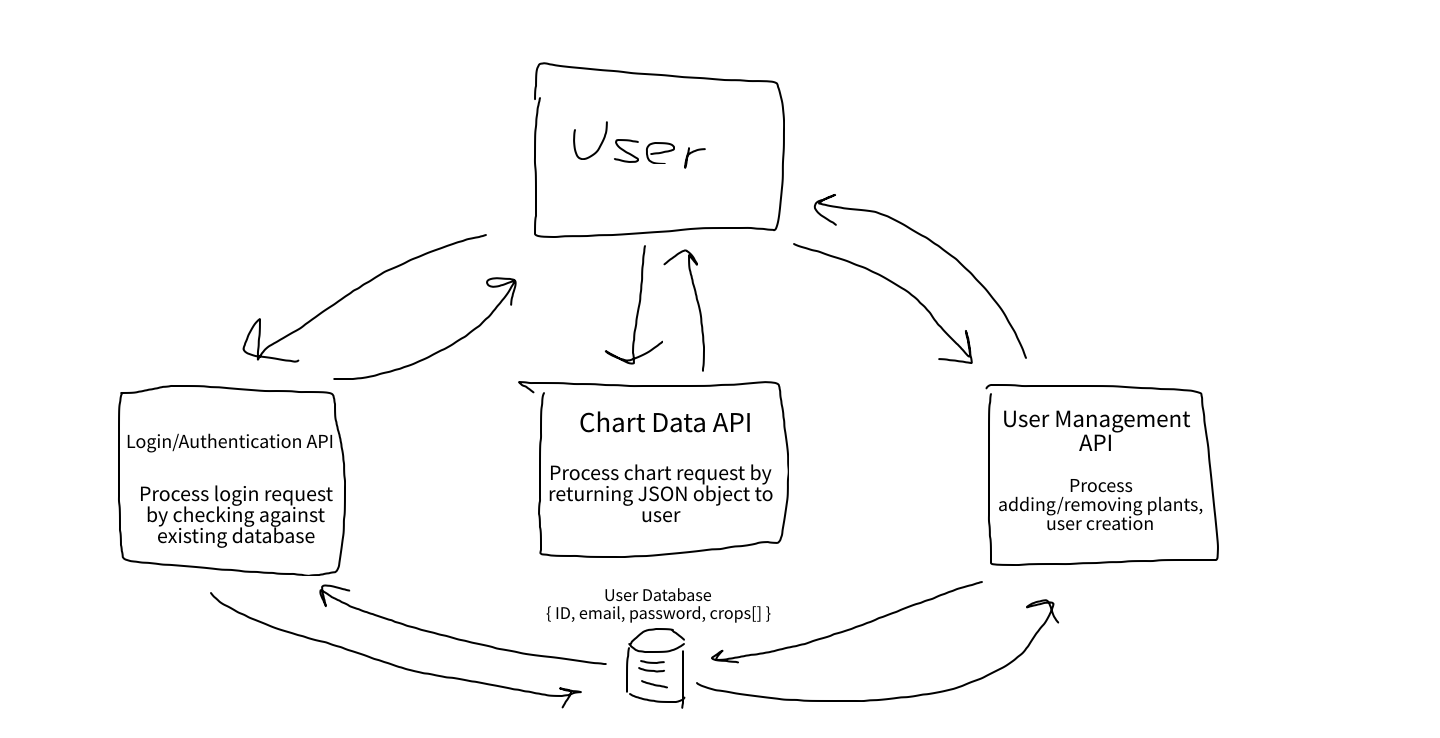 User
Login/Authentication API
Process login request
by checking against
existing database
Chart Data API
Process chart request by
returning JSON object to
user
User Management
API
Process
adding/removing plants,
user creation
User Database
{ ID, email, password, crops[] }